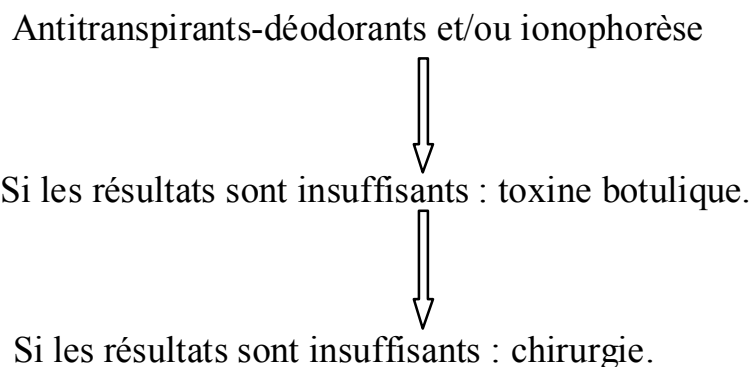 Antitranspirants-déodorants et/ou ionophorèse
Si les résultats sont insuffisants : toxine botulique.
Si les résultats sont insuffisants : chirurgie.